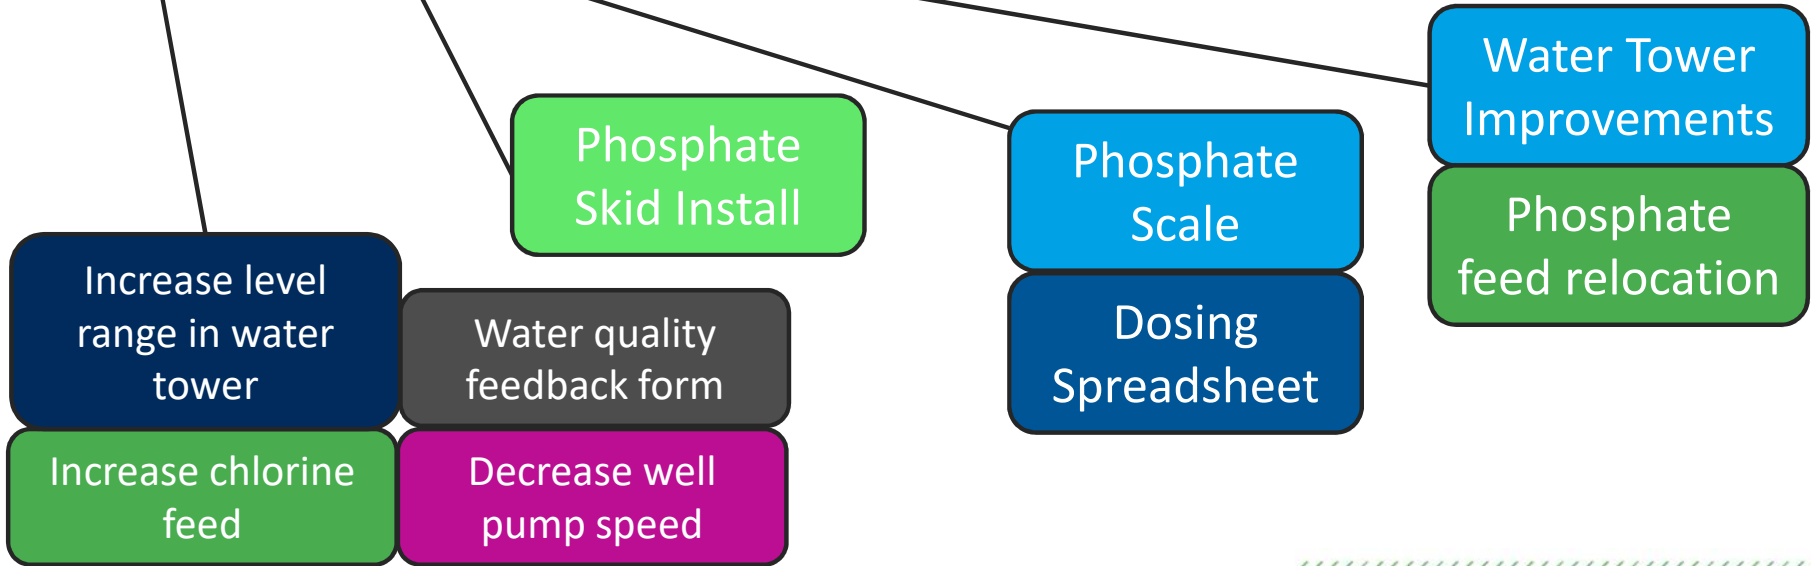 Water Tower
Improvements
Phosphate
feed relocation
Phosphate
Skid Install
Phosphate
Scale
Dosing
Spreadsheet
Increase level
range in water
tower
Water quality
feedback form
Increase chlorine
feed
Decrease well
pump speed